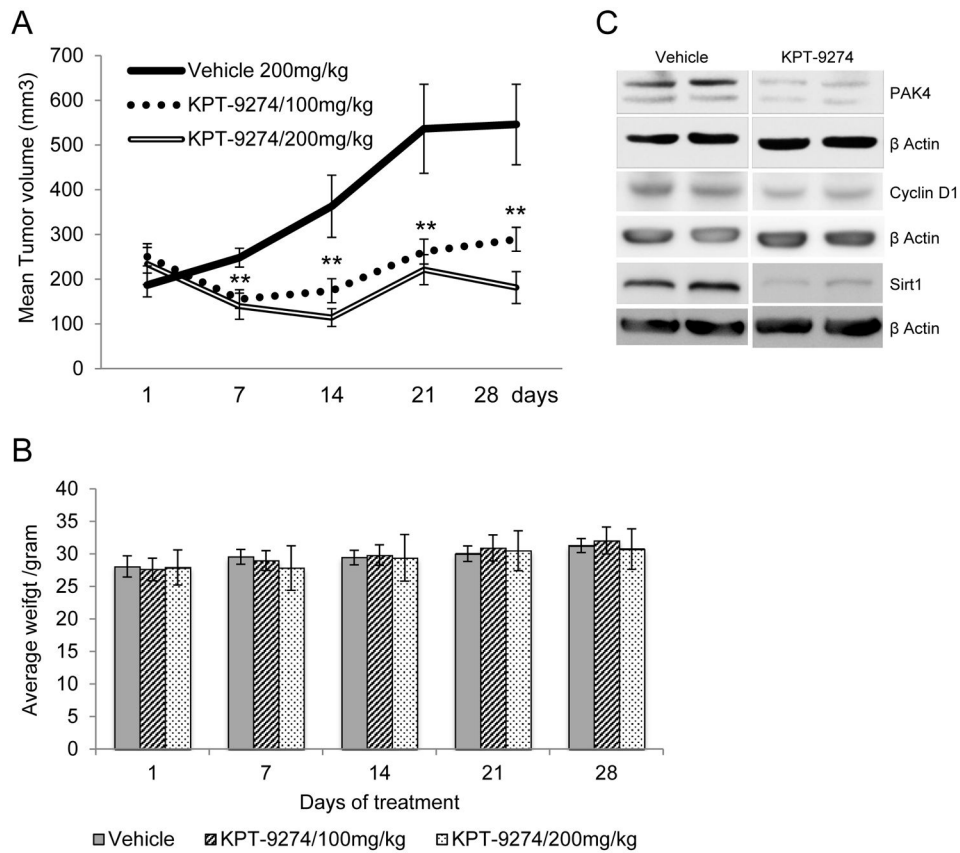 A
700
600
500
400
300
200
100
0
Mean Tumor volume (mm3)
Vehicle 200mg/kg
KPT-9274/100mg/kg
KPT-9274/200mg/kg
**
**
**
**
1 7 14 21 28 days
C
Vehicle KPT-9274
PAK4
β Actin
Cyclin D1
β Actin
Sirt1
β Actin
B
40
35
30
25
20
15
10
5
0
Average weifgt /gram
1 7 14 21 28
Days of treatment
Vehicle KPT-9274/100mg/kg KPT-9274/200mg/kg